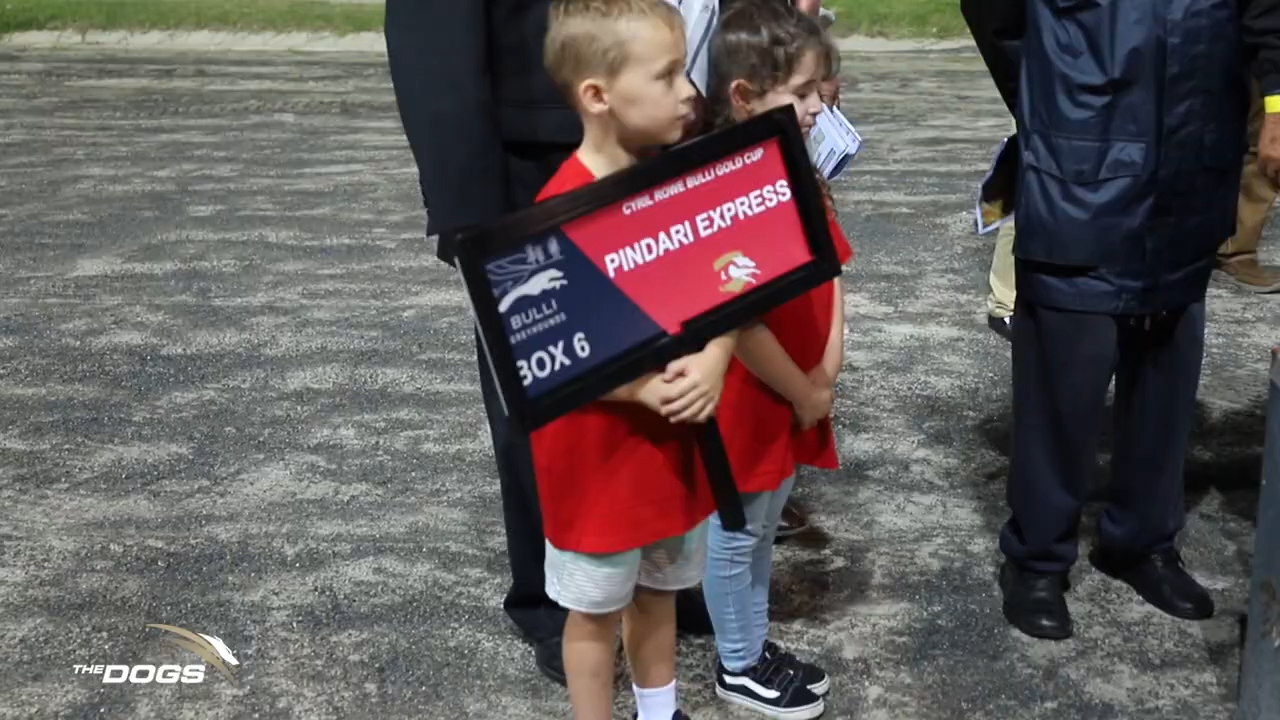 CYRIL ROWE BULLI GOLD CUP
PINDARI EXPRESS
BULLI
GREYHOUNDS
BOX 6
THE DOGS